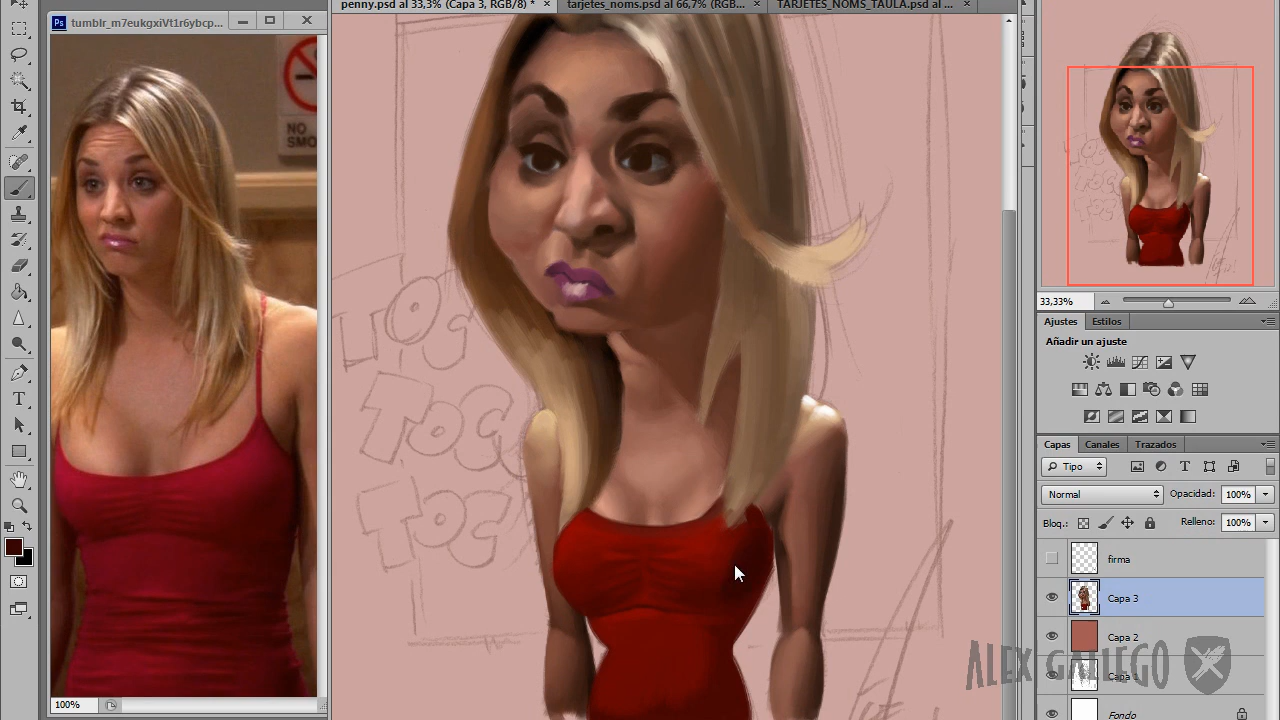 penny.psd al 33,3% (Capa 3, RGB/8) * ×
tarjetes_noms.psd al 66,7% (RGB... ×
TARJETES_NOMS_TAULA.psd al ... ×
Ps tumblr_m7eukgxiVt1r6ybcp...
NO
SMO
TOC
TOC
TOC
100%
33,33%
Ajustes Estilos
Añadir un ajuste
Capas Canales Trazados
Tipo
Normal Opacidad: 100%
Bloq.: Relleno: 100%
firma
Capa 3
Capa 2
Capa 1
Fondo
ALEX GALLEGO